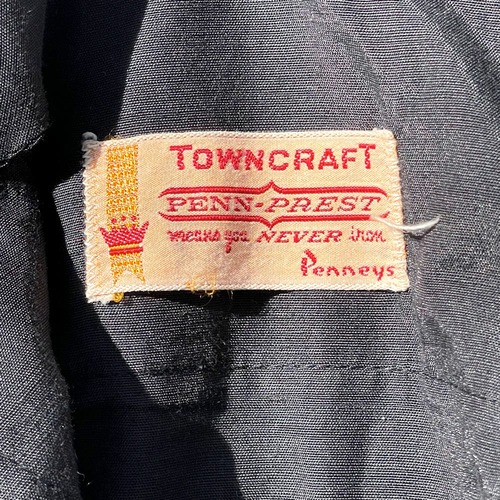 TOWNCRAFT
PENN-PREST
means you NEVER iron
Penneys